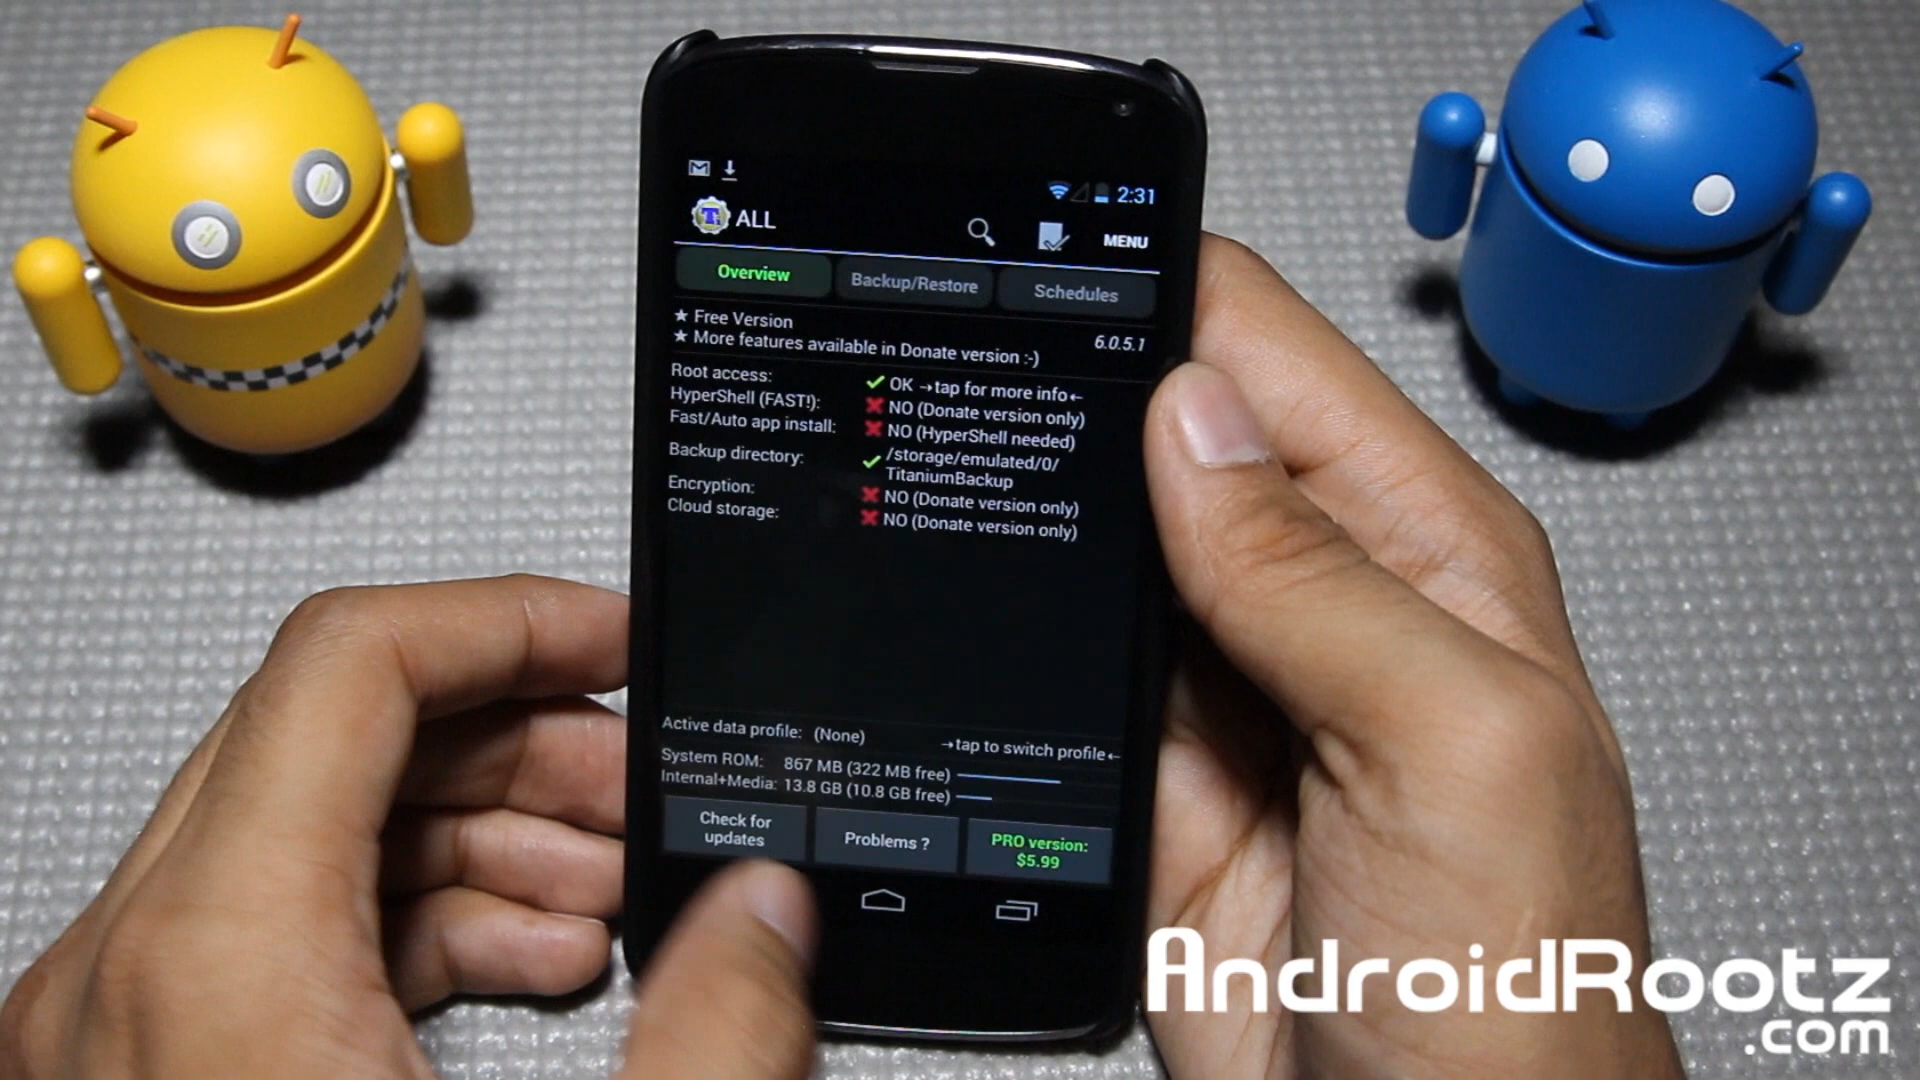 2:31
ALL
MENU
Overview
Backup/Restore
Schedules
★ Free Version
6.0.5.1
★ More features available in Donate version :-)
Root access: OK →tap for more info←
HyperShell (FAST!): NO (Donate version only)
Fast/Auto app install: NO (HyperShell needed)
Backup directory: /storage/emulated/0/
TitaniumBackup
Encryption: NO (Donate version only)
Cloud storage: NO (Donate version only)
Active data profile: (None) →tap to switch profile←
System ROM: 867 MB (322 MB free)
Internal+Media: 13.8 GB (10.8 GB free)
Check for
updates
Problems ?
PRO version:
$5.99
AndroidRootz
.com